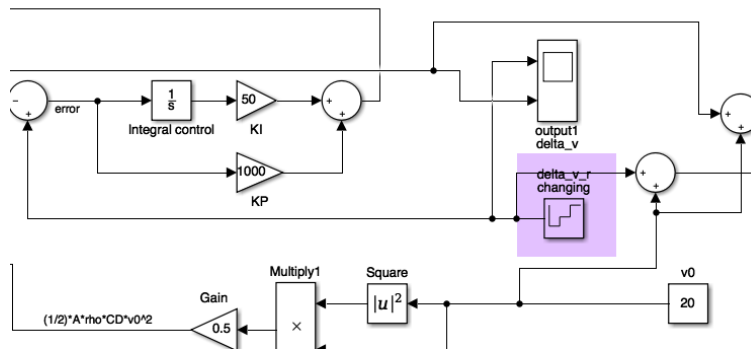 −
+
error
1
s
Integral control
50
KI
+
+
1000
KP
output1
delta_v
delta_v_r
changing
+
+
+
+
v0
20
Square
|u|²
Multiply1
×
Gain
0.5
(1/2)*A*rho*CD*v0^2